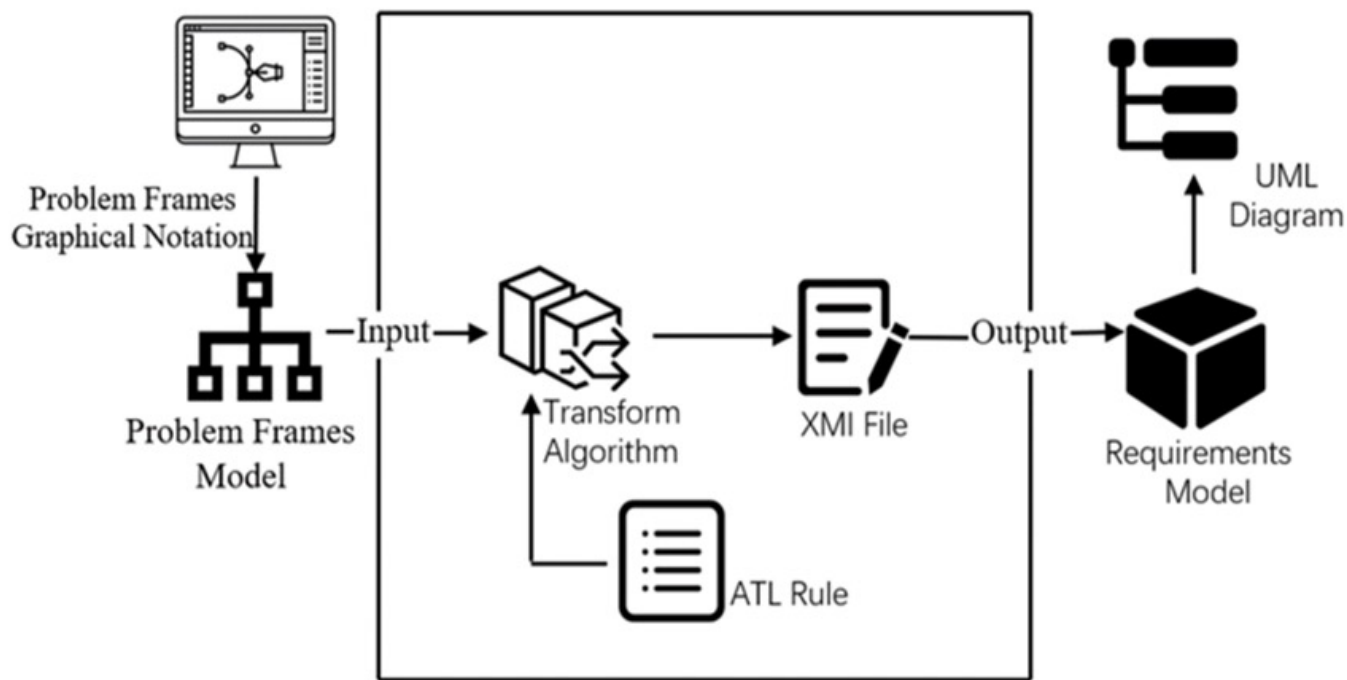 Problem Frames
Graphical Notation
Problem Frames
Model
Input
Transform
Algorithm
ATL Rule
XMI File
Output
UML
Diagram
Requirements
Model